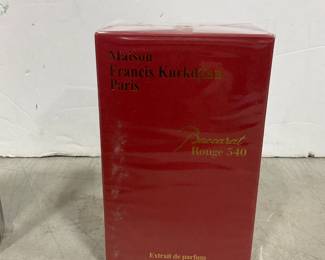 Maison
Francis Kurkdjian
Paris
Baccarat
Rouge 540
Extrait de parfum